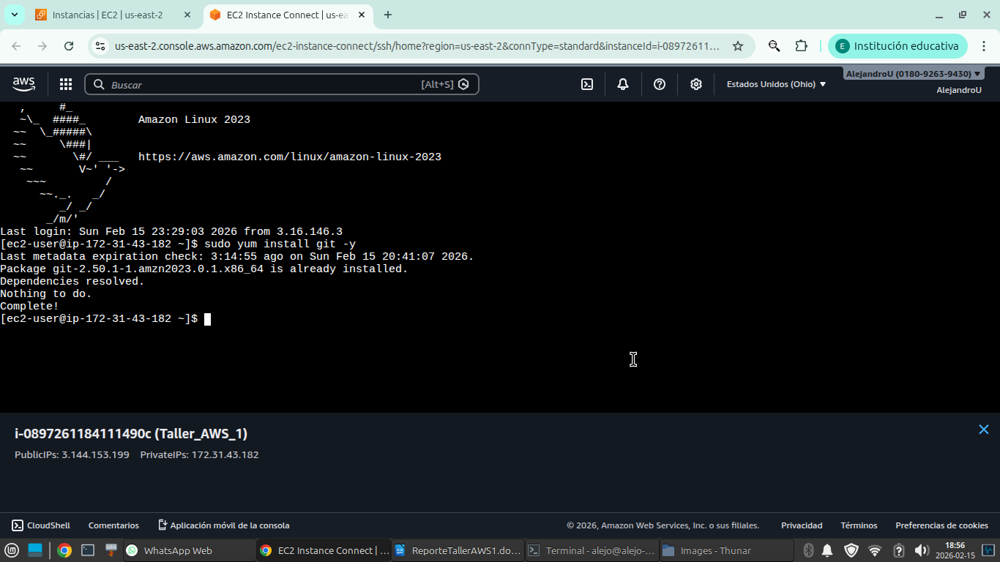 Instancias | EC2 | us-east-2
EC2 Instance Connect | us-ea
us-east-2.console.aws.amazon.com/ec2-instance-connect/ssh/home?region=us-east-2&connType=standard&instanceId=i-08972611...
E Institución educativa
aws
Buscar [Alt+S]
Estados Unidos (Ohio)
AlejandroU (0180-9263-9430)
AlejandroU
   ,     #_
   ~\_  ####_        Amazon Linux 2023
  ~~  \_#####\
  ~~     \###|
  ~~       \#/ ___   https://aws.amazon.com/linux/amazon-linux-2023
   ~~       V~' '->
    ~~~         /
      ~~._.   _/
         _/ _/
       _/m/'
Last login: Sun Feb 15 23:29:03 2026 from 3.16.146.3
[ec2-user@ip-172-31-43-182 ~]$ sudo yum install git -y
Last metadata expiration check: 3:14:55 ago on Sun Feb 15 20:41:07 2026.
Package git-2.50.1-1.amzn2023.0.1.x86_64 is already installed.
Dependencies resolved.
Nothing to do.
Complete!
[ec2-user@ip-172-31-43-182 ~]$
i-0897261184111490c (Taller_AWS_1)
PublicIPs: 3.144.153.199 PrivateIPs: 172.31.43.182
CloudShell Comentarios Aplicación móvil de la consola © 2026, Amazon Web Services, Inc. o sus filiales. Privacidad Términos Preferencias de cookies
WhatsApp Web
EC2 Instance Connect | ...
ReporteTallerAWS1.do...
Terminal - alejo@alejo-...
Images - Thunar
18:56
2026-02-15